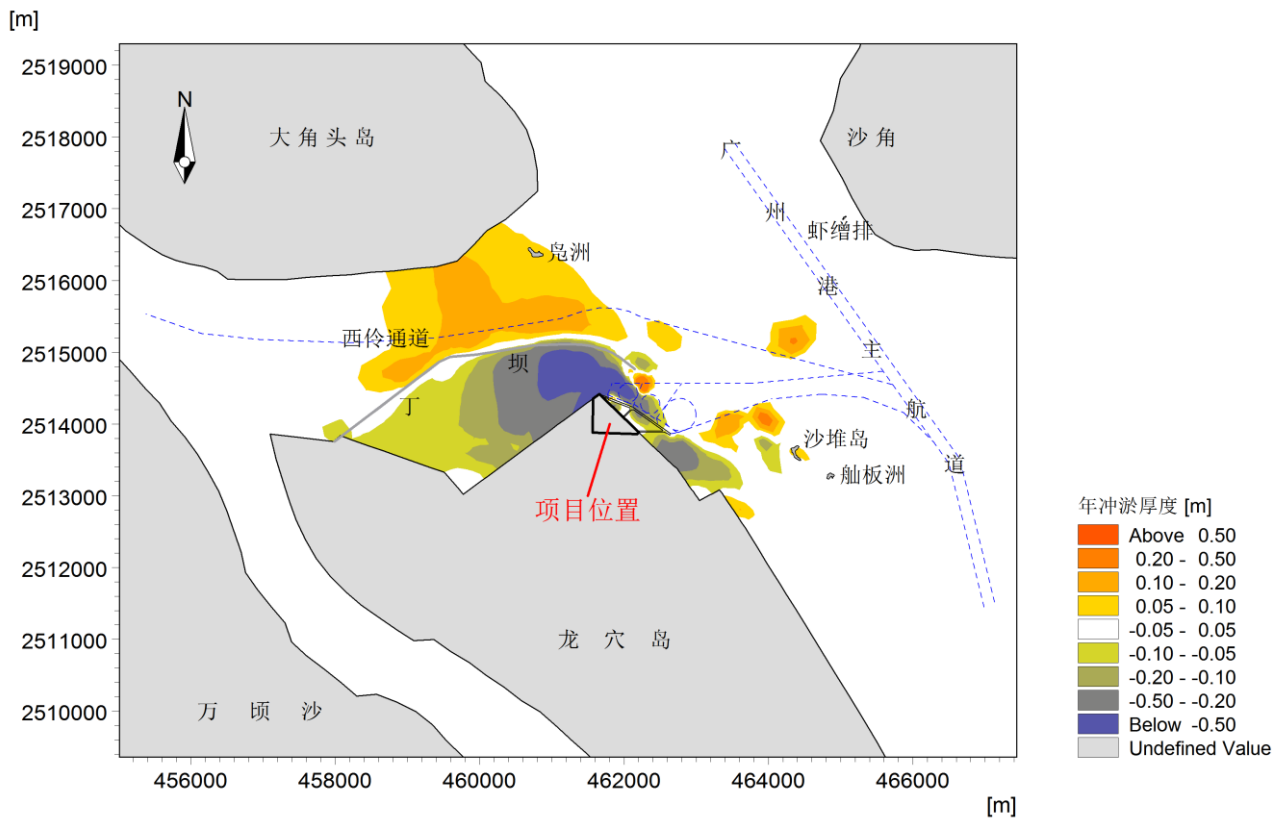 [m]
2519000
2518000
2517000
2516000
2515000
2514000
2513000
2512000
2511000
2510000
456000
458000
460000
462000
464000
466000
[m]
N
大角头岛
沙角
凫洲
虾缯排
广州港主航道
西伶通道
丁坝
沙堆岛
舢板洲
项目位置
龙穴岛
万顷沙
年冲淤厚度 [m]
Above 0.50
0.20 - 0.50
0.10 - 0.20
0.05 - 0.10
-0.05 - 0.05
-0.10 - -0.05
-0.20 - -0.10
-0.50 - -0.20
Below -0.50
Undefined Value